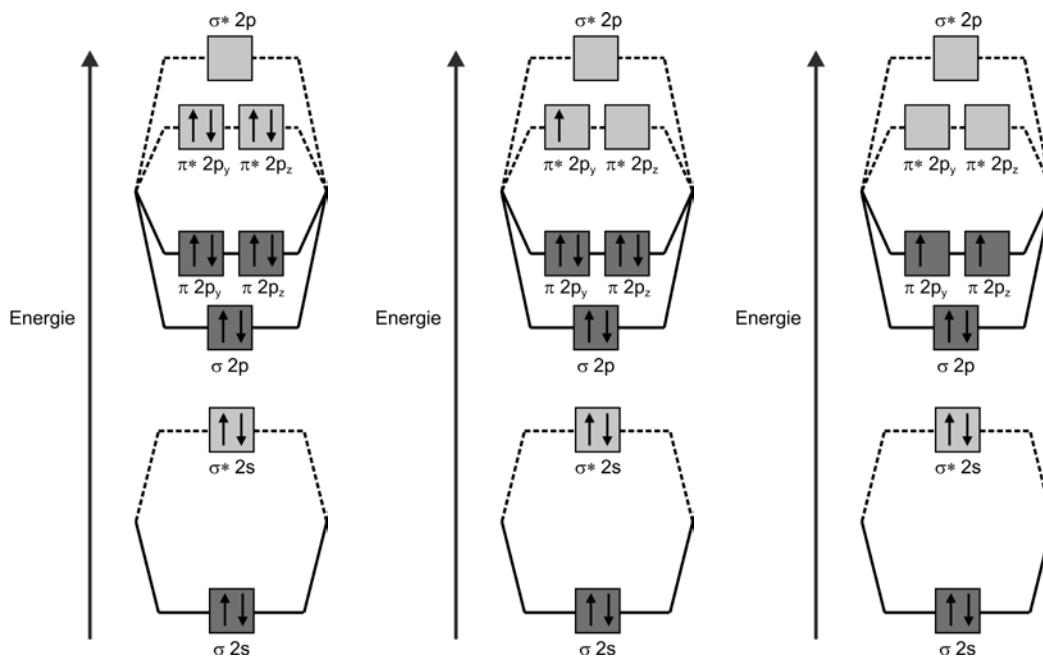 σ* 2p
π* 2py π* 2pz
π 2py π 2pz
Energie
σ 2p
σ* 2s
σ 2s
σ* 2p
π* 2py π* 2pz
π 2py π 2pz
Energie
σ 2p
σ* 2s
σ 2s
σ* 2p
π* 2py π* 2pz
π 2py π 2pz
Energie
σ 2p
σ* 2s
σ 2s